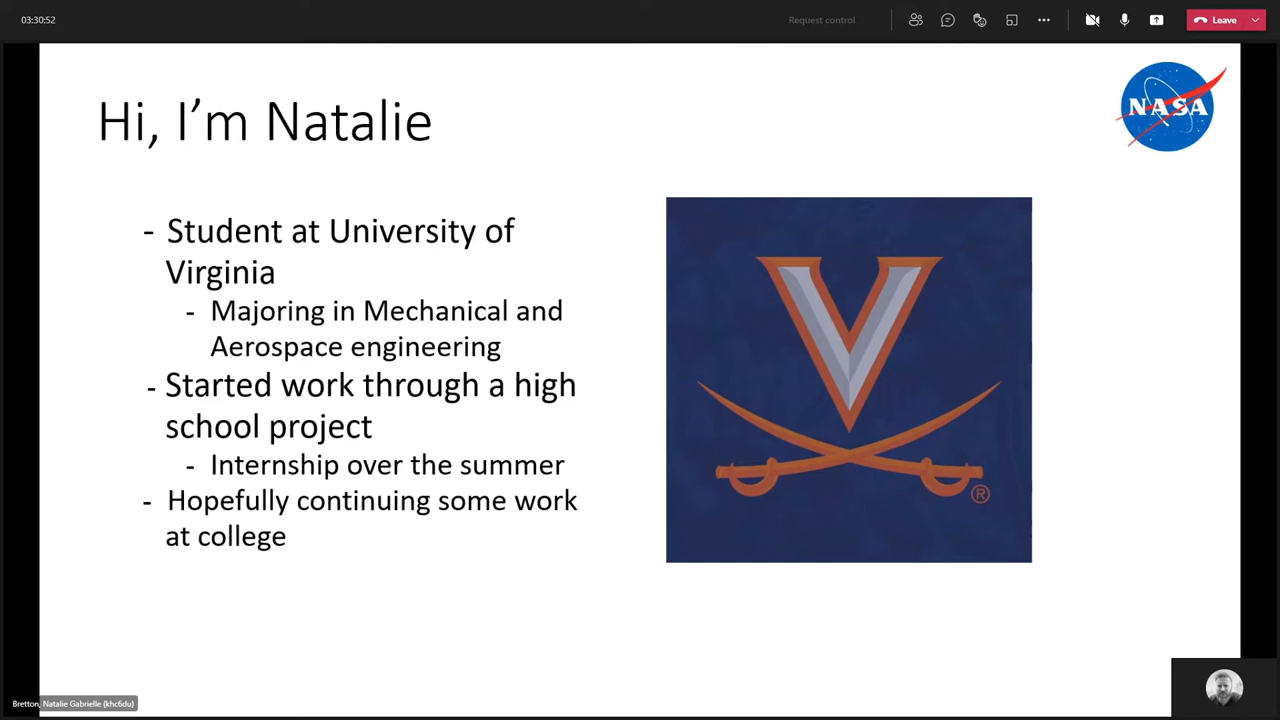 03:30:52
Request control
Leave
Hi, I’m Natalie
NASA
- Student at University of
Virginia
- Majoring in Mechanical and
Aerospace engineering
- Started work through a high
school project
- Internship over the summer
- Hopefully continuing some work
at college
V
®
Bretton, Natalie Gabrielle (khc6du)